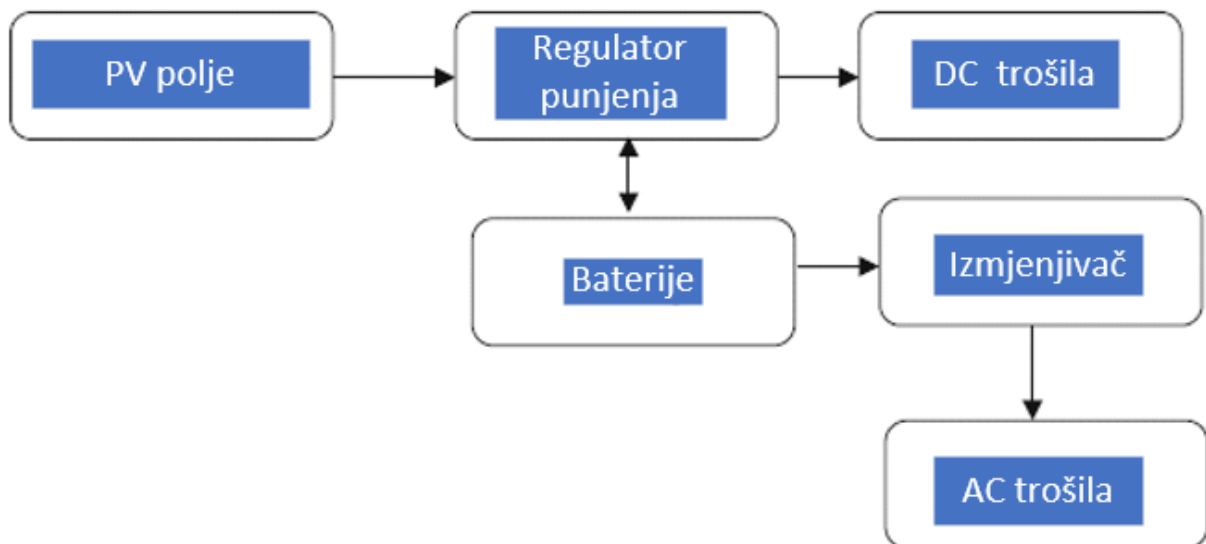 PV polje
Regulator
punjenja
DC trošila
Baterije
Izmjenjivač
AC trošila